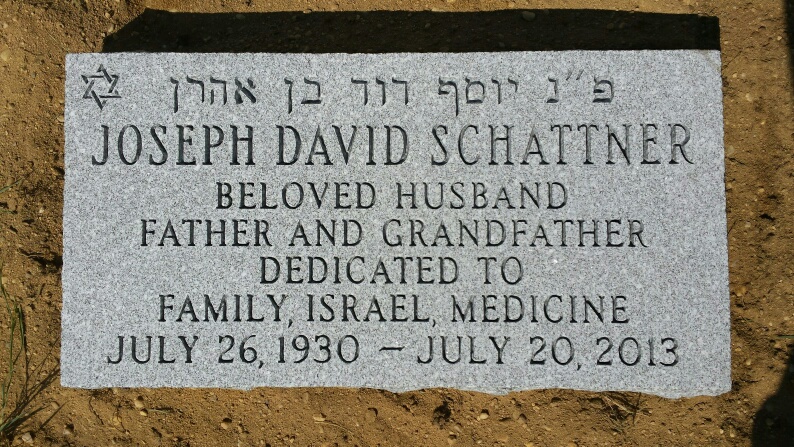 פ"נ יוסף דוד בן אהרן
JOSEPH DAVID SCHATTNER
BELOVED HUSBAND
FATHER AND GRANDFATHER
DEDICATED TO
FAMILY, ISRAEL, MEDICINE
JULY 26, 1930 – JULY 20, 2013